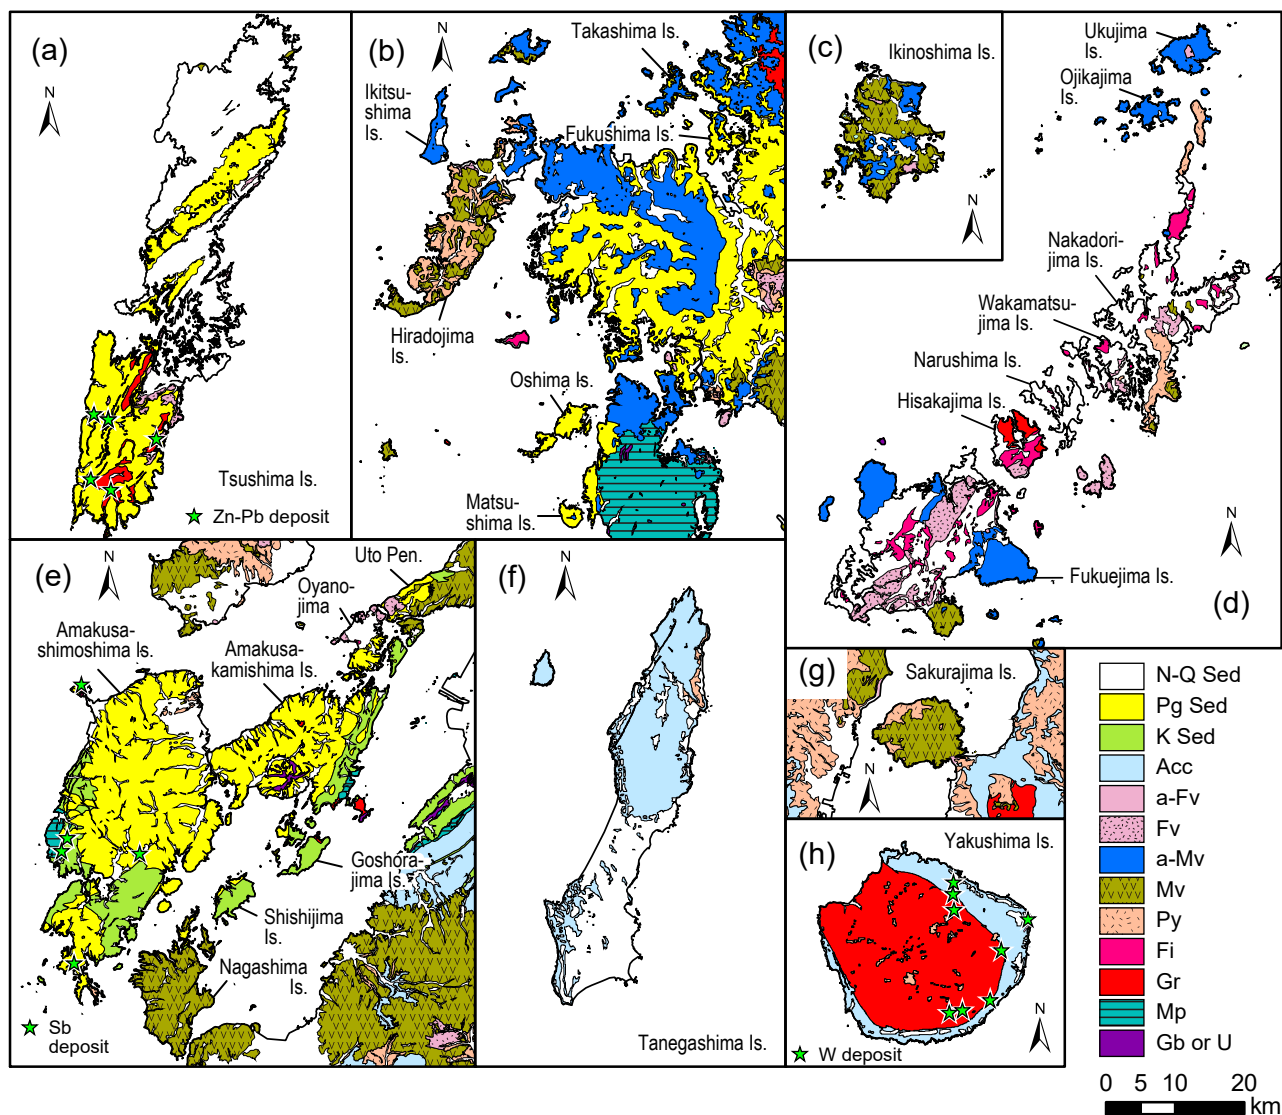 (a)
N
Tsushima Is.
Zn-Pb deposit
(b)
N
Takashima Is.
Ikitsu-
shima
Is.
Fukushima Is.
Hiradojima
Is.
Oshima Is.
Matsu-
shima Is.
(c)
Ikinoshima Is.
N
Ukujima
Is.
Ojikajima
Is.
Nakadori-
jima Is.
Wakamatsu-
jima Is.
Narushima Is.
Hisakajima Is.
N
Fukuejima Is.
(d)
(e)
N
Uto Pen.
Oyano-
jima
Amakusa-
shimoshima Is.
Amakusa-
kamishima
Is.
Goshora-
jima Is.
Shishijima
Is.
Nagashima
Is.
Sb
deposit
(f)
N
Tanegashima Is.
(g)
Sakurajima Is.
N
(h)
Yakushima Is.
N
W deposit
N-Q Sed
Pg Sed
K Sed
Acc
a-Fv
Fv
a-Mv
Mv
Py
Fi
Gr
Mp
Gb or U
0 5 10 20
km